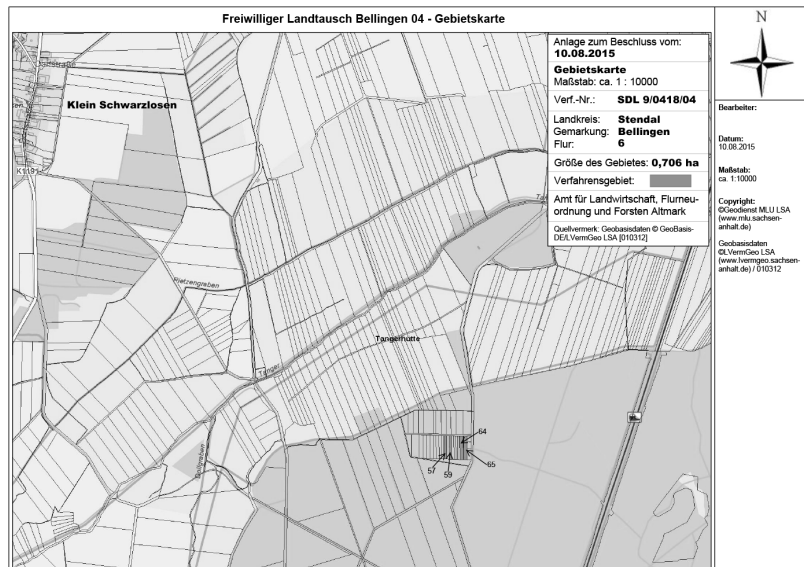 Freiwilliger Landtausch Bellingen 04 - Gebietskarte
N
Anlage zum Beschluss vom:
10.08.2015
Gebietskarte
Maßstab: ca. 1 : 10000
Verf.-Nr.: SDL 9/0418/04
Landkreis: Stendal
Gemarkung: Bellingen
Flur: 6
Größe des Gebietes: 0,706 ha
Verfahrensgebiet:
Amt für Landwirtschaft, Flurneu-
ordnung und Forsten Altmark
Quellvermerk: Geobasisdaten © GeoBasis-
DE/LVermGeo LSA [010312]
Bearbeiter:
Datum:
10.08.2015
Maßstab:
ca. 1:10000
Copyright:
©Geodienst MLU LSA
(www.mlu.sachsen-
anhalt.de)
Geobasisdaten
©LVermGeo LSA
(www.lvermgeo.sachsen-
anhalt.de) / 010312
Klein Schwarzlosen
K1191
Tanger
Tangerhütte
64
57
59
65